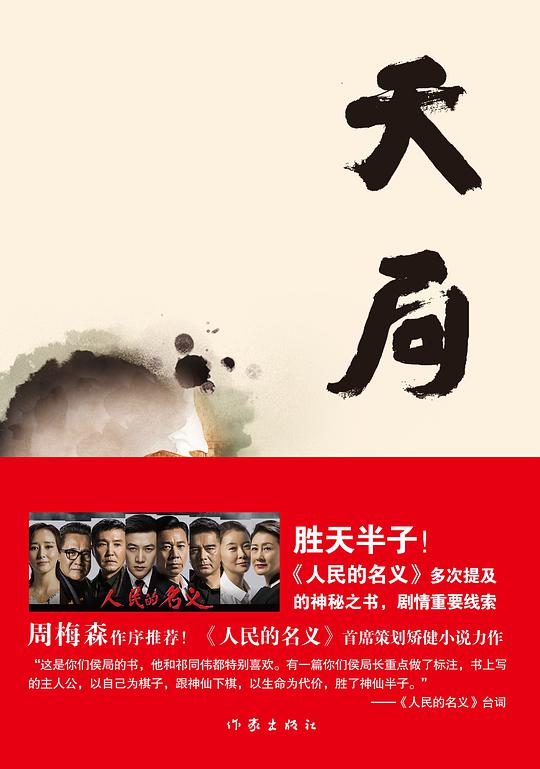 天局
胜天半子!
《人民的名义》多次提及
的神秘之书，剧情重要线索
人民的名义
周梅森作序推荐！《人民的名义》首席策划矫健小说力作
“这是你们侯局的书，他和祁同伟都特别喜欢。有一篇你们侯局长重点做了标注，书上写
的主人公，以自己为棋子，跟神仙下棋，以生命为代价，胜了神仙半子。”
——《人民的名义》台词
作家出版社